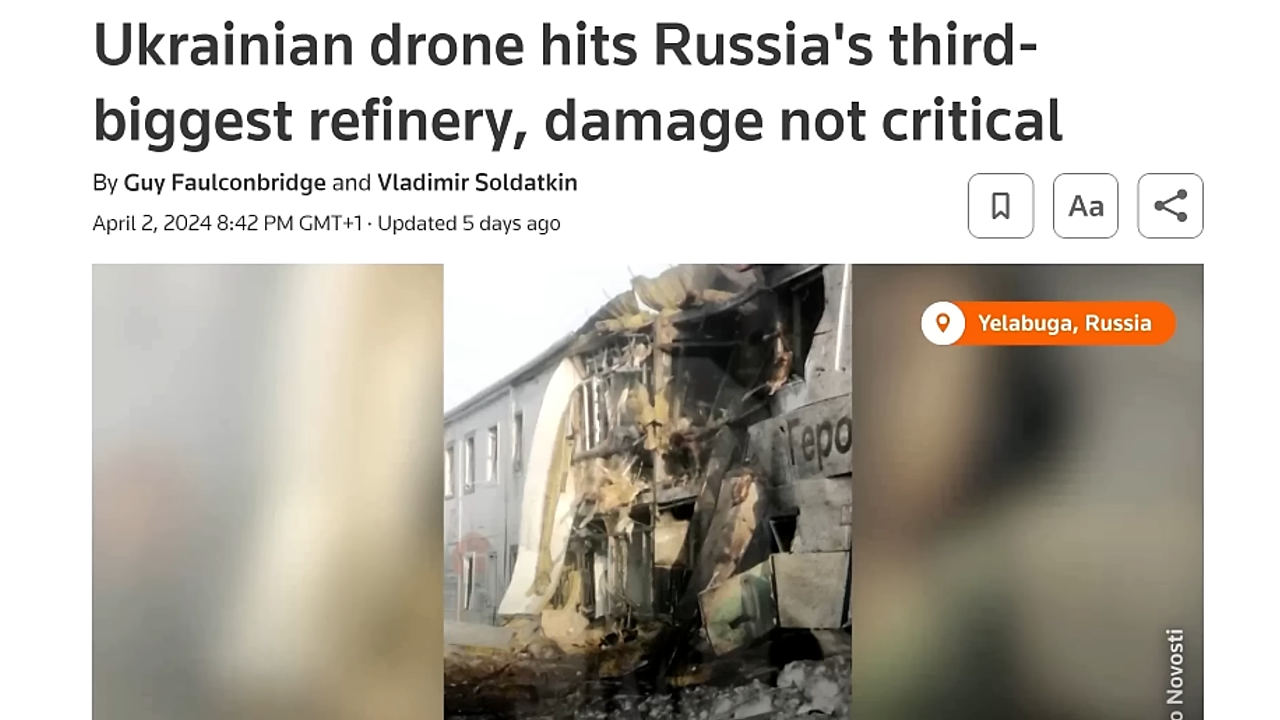 Ukrainian drone hits Russia's third-
biggest refinery, damage not critical
By Guy Faulconbridge and Vladimir Soldatkin
April 2, 2024 8:42 PM GMT+1 · Updated 5 days ago
Aa
Yelabuga, Russia
Геро
o Novosti